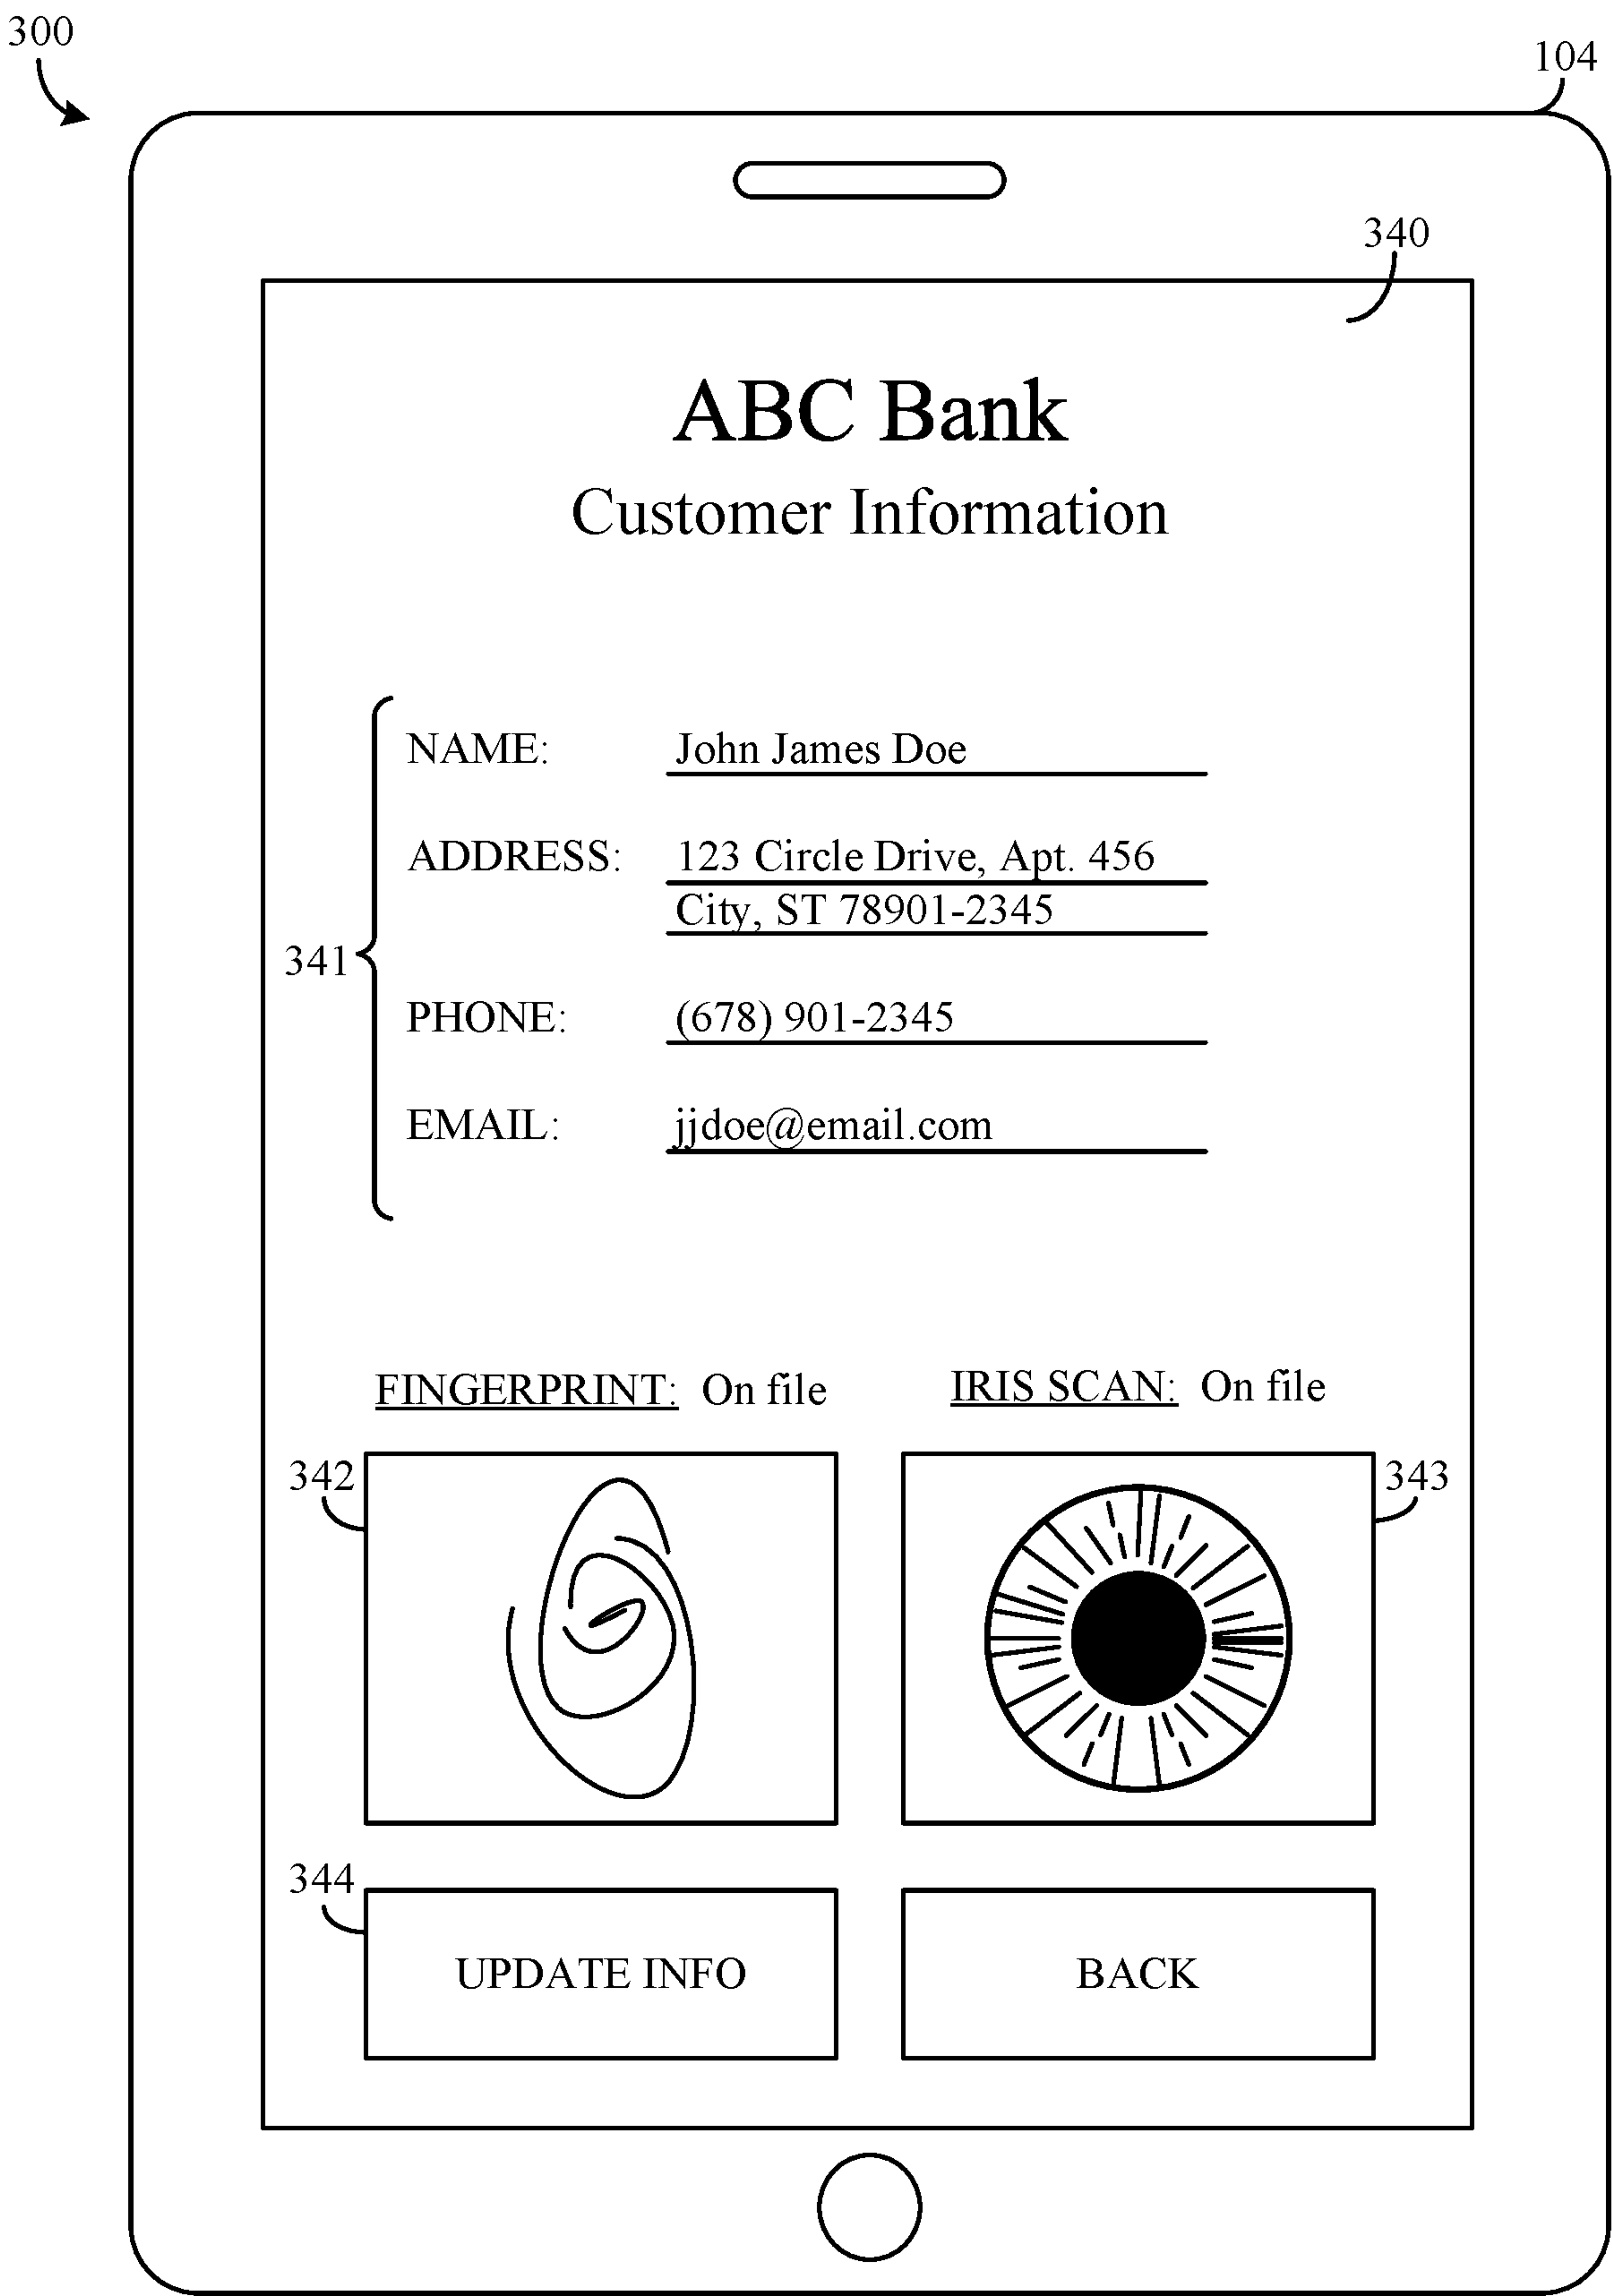 300
104
340
ABC Bank
Customer Information
NAME: John James Doe
ADDRESS: 123 Circle Drive, Apt. 456
City, ST 78901-2345
341
PHONE: (678) 901-2345
EMAIL: jjdoe@email.com
FINGERPRINT: On file IRIS SCAN: On file
342 343
344
UPDATE INFO BACK